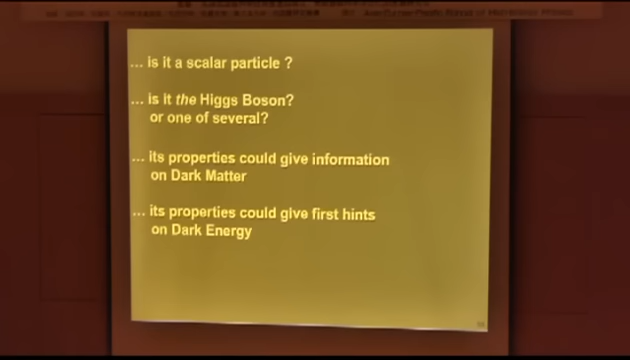 ... is it a scalar particle ?
... is it the Higgs Boson?
or one of several?
... its properties could give information
on Dark Matter
... its properties could give first hints
on Dark Energy